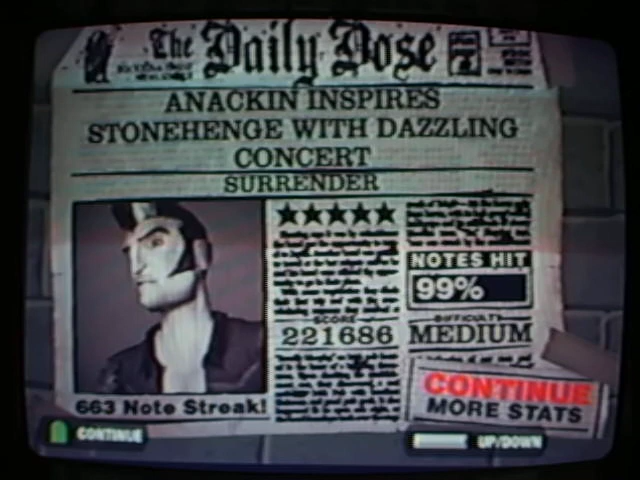 The Daily Dose
ANACKIN INSPIRES
STONEHENGE WITH DAZZLING
CONCERT
SURRENDER
NOTES HIT
99%
SCORE
221686
DIFFICULTY
MEDIUM
663 Note Streak!
CONTINUE
MORE STATS
CONTINUE
UP/DOWN